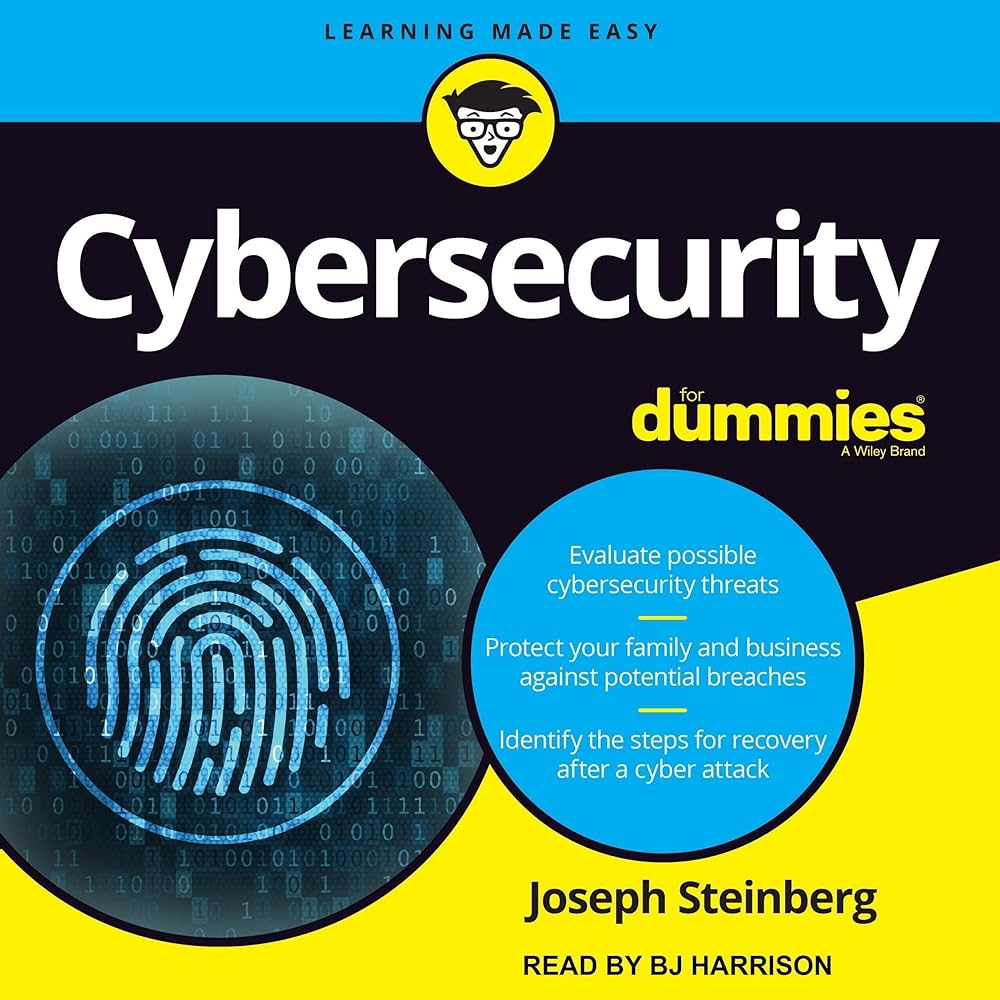 LEARNING MADE EASY
Cybersecurity
for
dummies®
A Wiley Brand
Evaluate possible
cybersecurity threats
Protect your family and business
against potential breaches
Identify the steps for recovery
after a cyber attack
Joseph Steinberg
READ BY BJ HARRISON